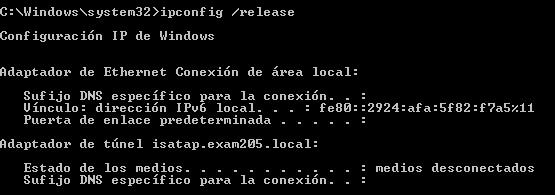 C:\Windows\system32>ipconfig /release
Configuración IP de Windows
Adaptador de Ethernet Conexión de área local:
Sufijo DNS específico para la conexión. . :
Vínculo: dirección IPv6 local. . . : fe80::2924:afa:5f82:f7a5%11
Puerta de enlace predeterminada . . . . . :
Adaptador de túnel isatap.exam205.local:
Estado de los medios. . . . . . . . . . . : medios desconectados
Sufijo DNS específico para la conexión. . :